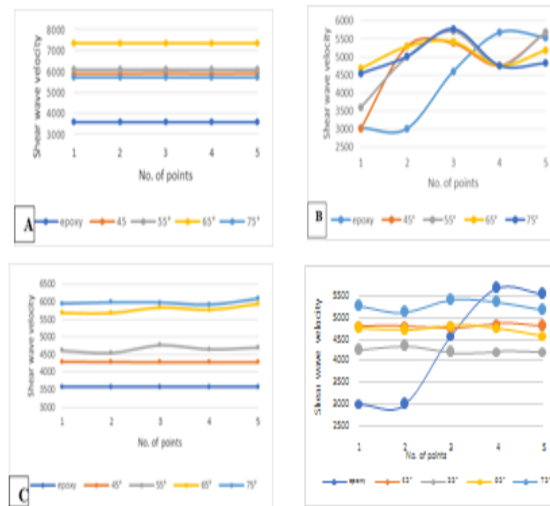 8000
7000
6000
5000
4000
3000
Shear wave velocity
1 2 3 4 5
No. of points
A
epoxy 45 55° 65° 75°
6000
5500
5000
4500
4000
3500
3000
2500
Shear wave velocity
1 2 3 4 5
No. of points
B
epoxy 45° 55° 65° 75°
6500
6000
5500
5000
4500
4000
3500
3000
Shear wave velocity
1 2 3 4 5
No. of points
C
epoxy 45° 55° 65° 75°
5500
5000
4500
4000
3500
3000
2500
Shear wave velocity
1 2 3 4 5
No. of points
epoxy 55° 75°